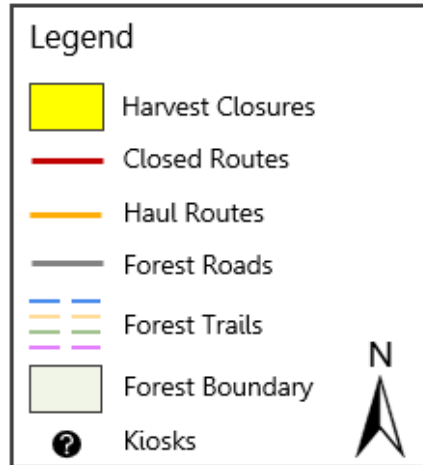 Legend
Harvest Closures
Closed Routes
Haul Routes
Forest Roads
Forest Trails
N
Forest Boundary
? Kiosks